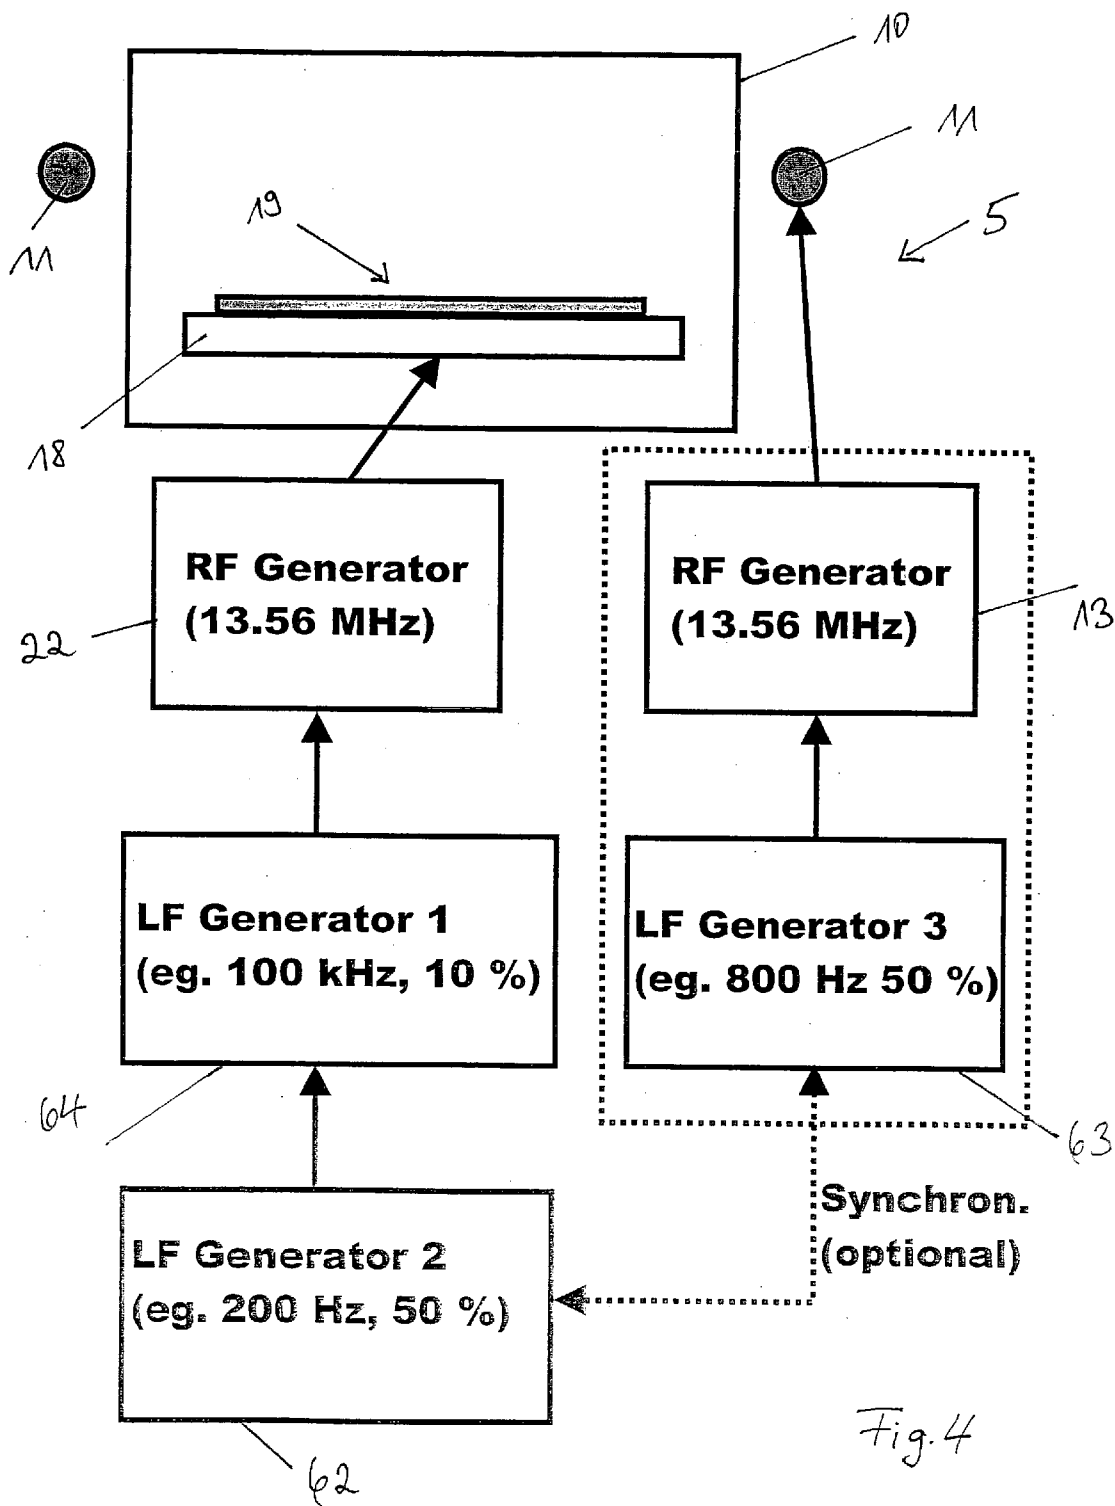 10
11
11
19
5
18
RF Generator
(13.56 MHz)
22
RF Generator
(13.56 MHz)
13
LF Generator 1
(eg. 100 kHz, 10 %)
64
LF Generator 3
(eg. 800 Hz 50 %)
63
Synchron.
(optional)
LF Generator 2
(eg. 200 Hz, 50 %)
62
Fig. 4